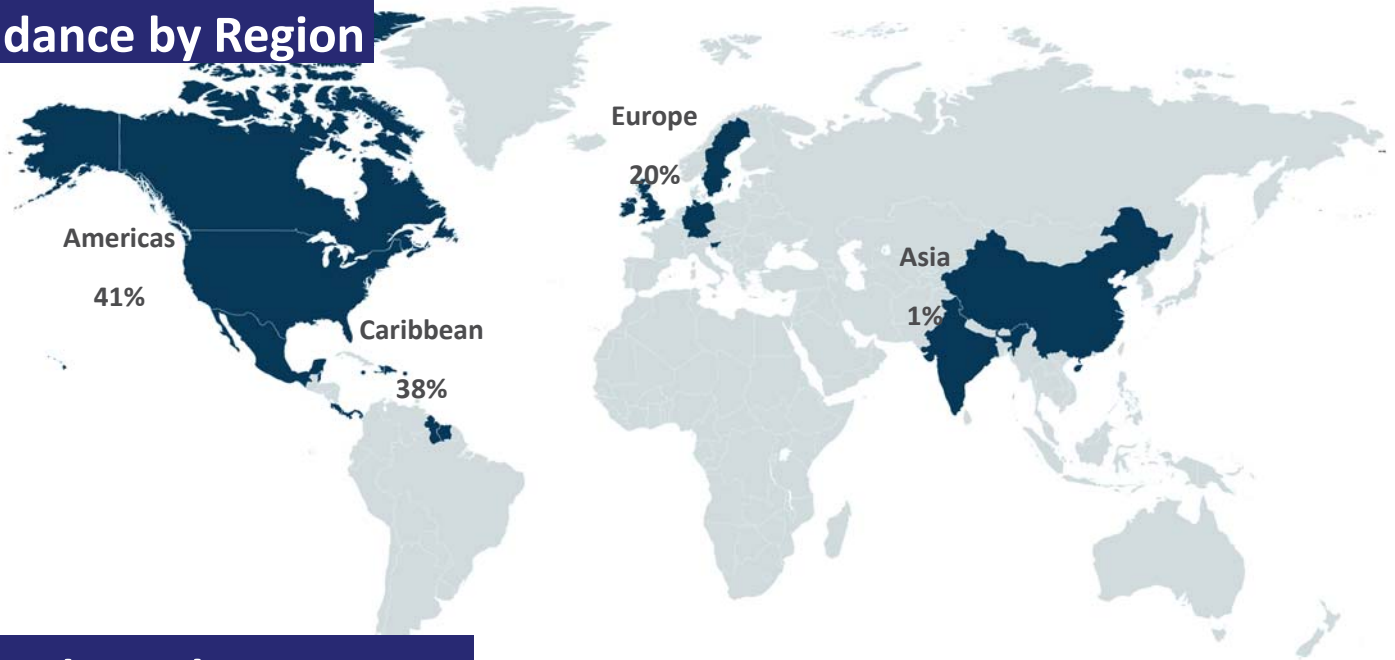 dance by Region
Europe
20%
Americas
41%
Asia
1%
Caribbean
38%